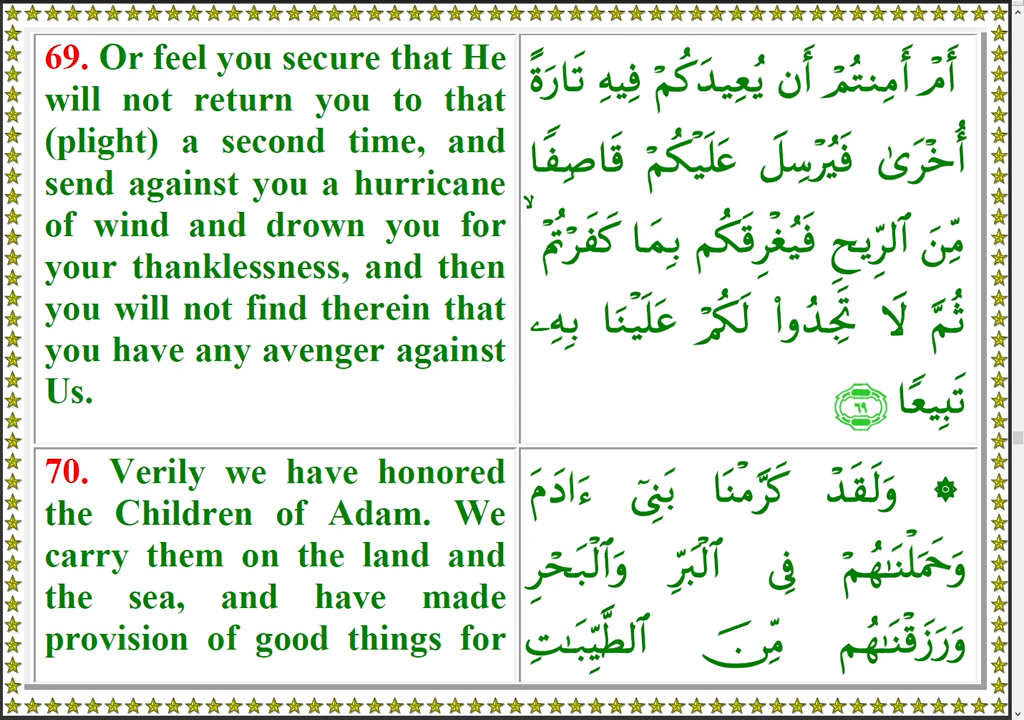 69. Or feel you secure that He
will not return you to that
(plight) a second time, and
send against you a hurricane
of wind and drown you for
your thanklessness, and then
you will not find therein that
you have any avenger against
Us.
أَمْ أَمِنتُمْ أَن يُعِيدَكُمْ فِيهِ تَارَةً
أُخْرَىٰ فَيُرْسِلَ عَلَيْكُمْ قَاصِفًا
مِّنَ ٱلرِّيحِ فَيُغْرِقَكُم بِمَا كَفَرْتُمْ ۙ
ثُمَّ لَا تَجِدُوا۟ لَكُمْ عَلَيْنَا بِهِۦ
تَبِيعًا ٦٩
70. Verily we have honored
the Children of Adam. We
carry them on the land and
the sea, and have made
provision of good things for
۞ وَلَقَدْ كَرَّمْنَا بَنِىٓ ءَادَمَ
وَحَمَلْنَـٰهُمْ فِى ٱلْبَرِّ وَٱلْبَحْرِ
وَرَزَقْنَـٰهُم مِّنَ ٱلطَّيِّبَـٰتِ